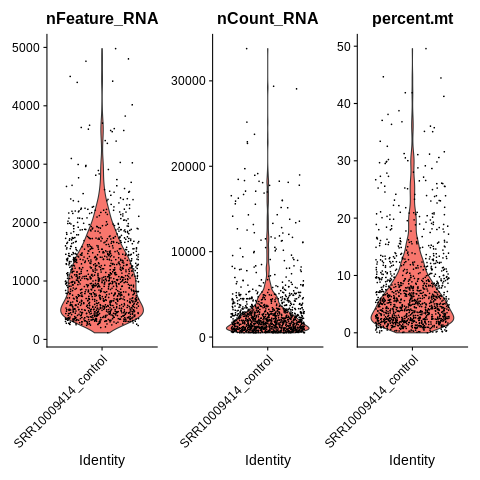 nFeature_RNA
5000
4000
3000
2000
1000
0
SRR10009414_control
Identity
nCount_RNA
30000
20000
10000
0
SRR10009414_control
Identity
percent.mt
50
40
30
20
10
0
SRR10009414_control
Identity